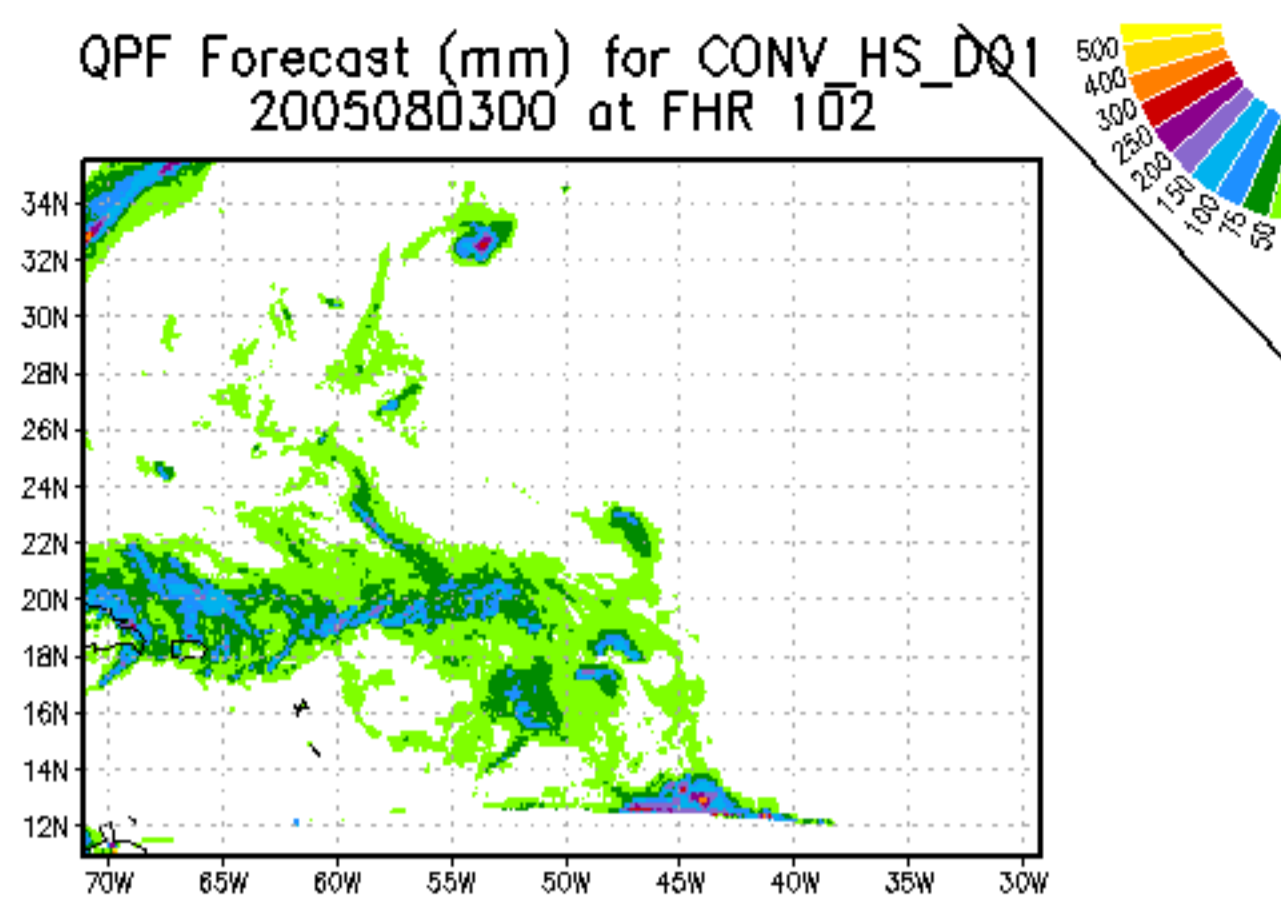 QPF Forecast (mm) for CONV_HS_D01
2005080300 at FHR 102
500
400
300
250
200
150
100
75
50
34N
32N
30N
28N
26N
24N
22N
20N
18N
16N
14N
12N
70W 65W 60W 55W 50W 45W 40W 35W 30W